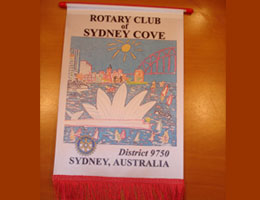 ROTARY CLUB
of
SYDNEY COVE
District 9750
SYDNEY, AUSTRALIA